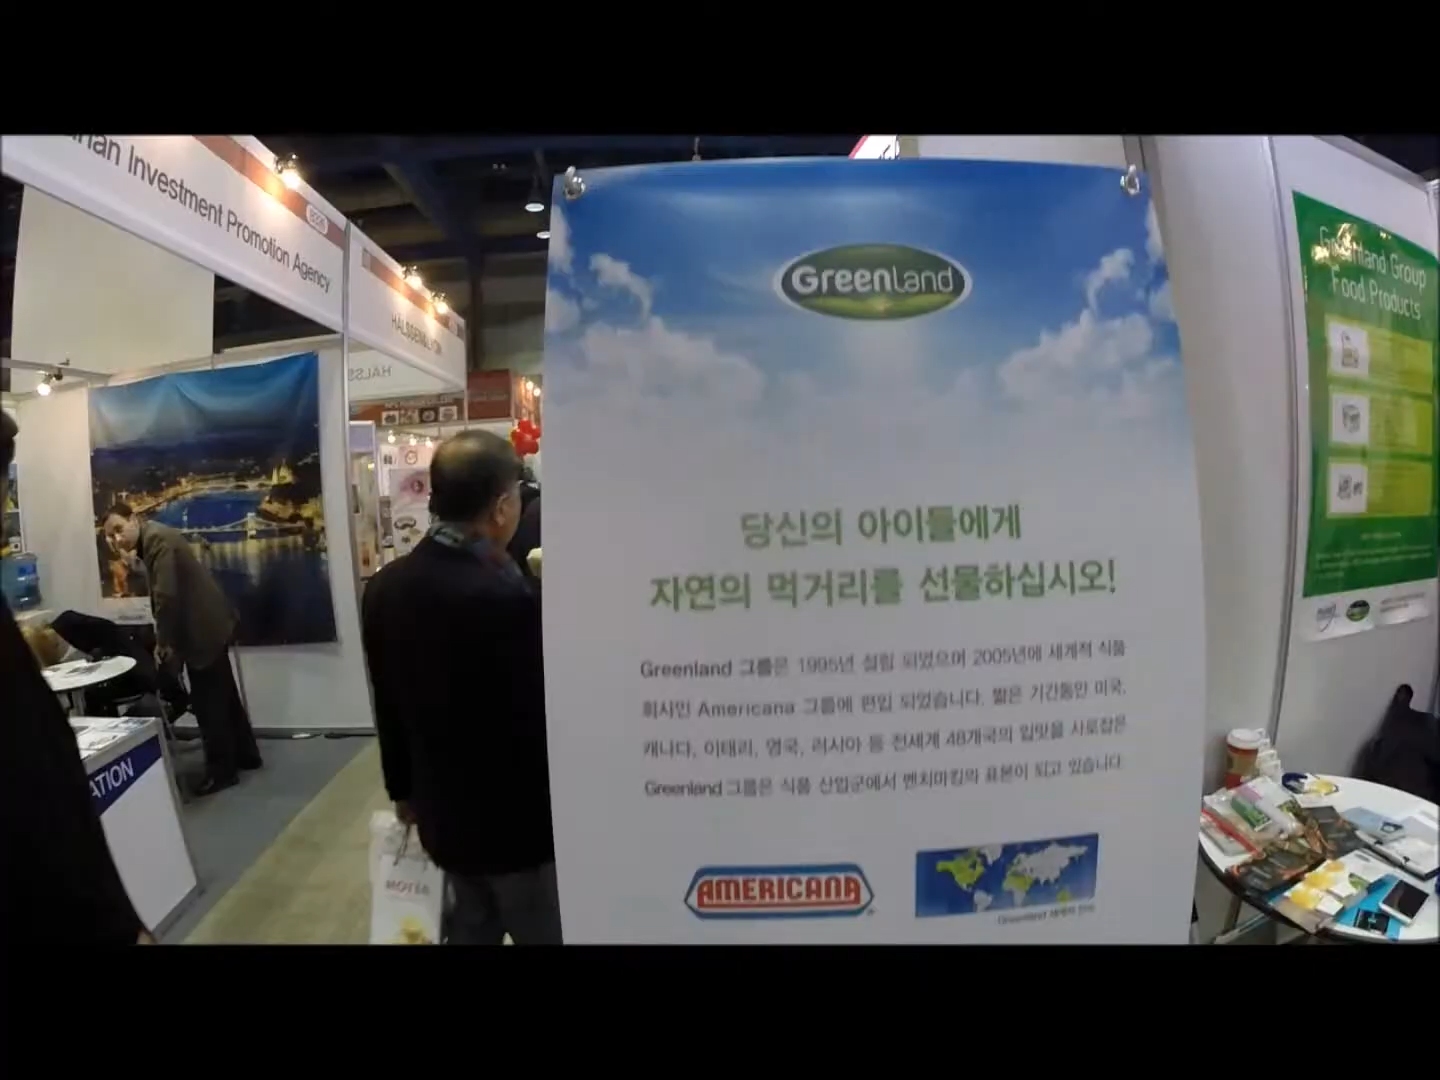 Investment Promotion Agency
HALSS
ATION
GreenLand
당신의 아이들에게
자연의 먹거리를 선물하십시오!
Greenland 그룹은 1995년 설립 되었으며 2005년에 세계적 식품
회사인 Americana 그룹에 편입 되었습니다. 짧은 기간동안 미국,
캐나다, 이태리, 영국, 러시아 등 전세계 48개국의 입맛을 사로잡은
Greenland 그룹은 식품 산업군에서 벤치마킹의 표본이 되고 있습니다.
AMERICANA
Greenland
Greenland Group
Food Products